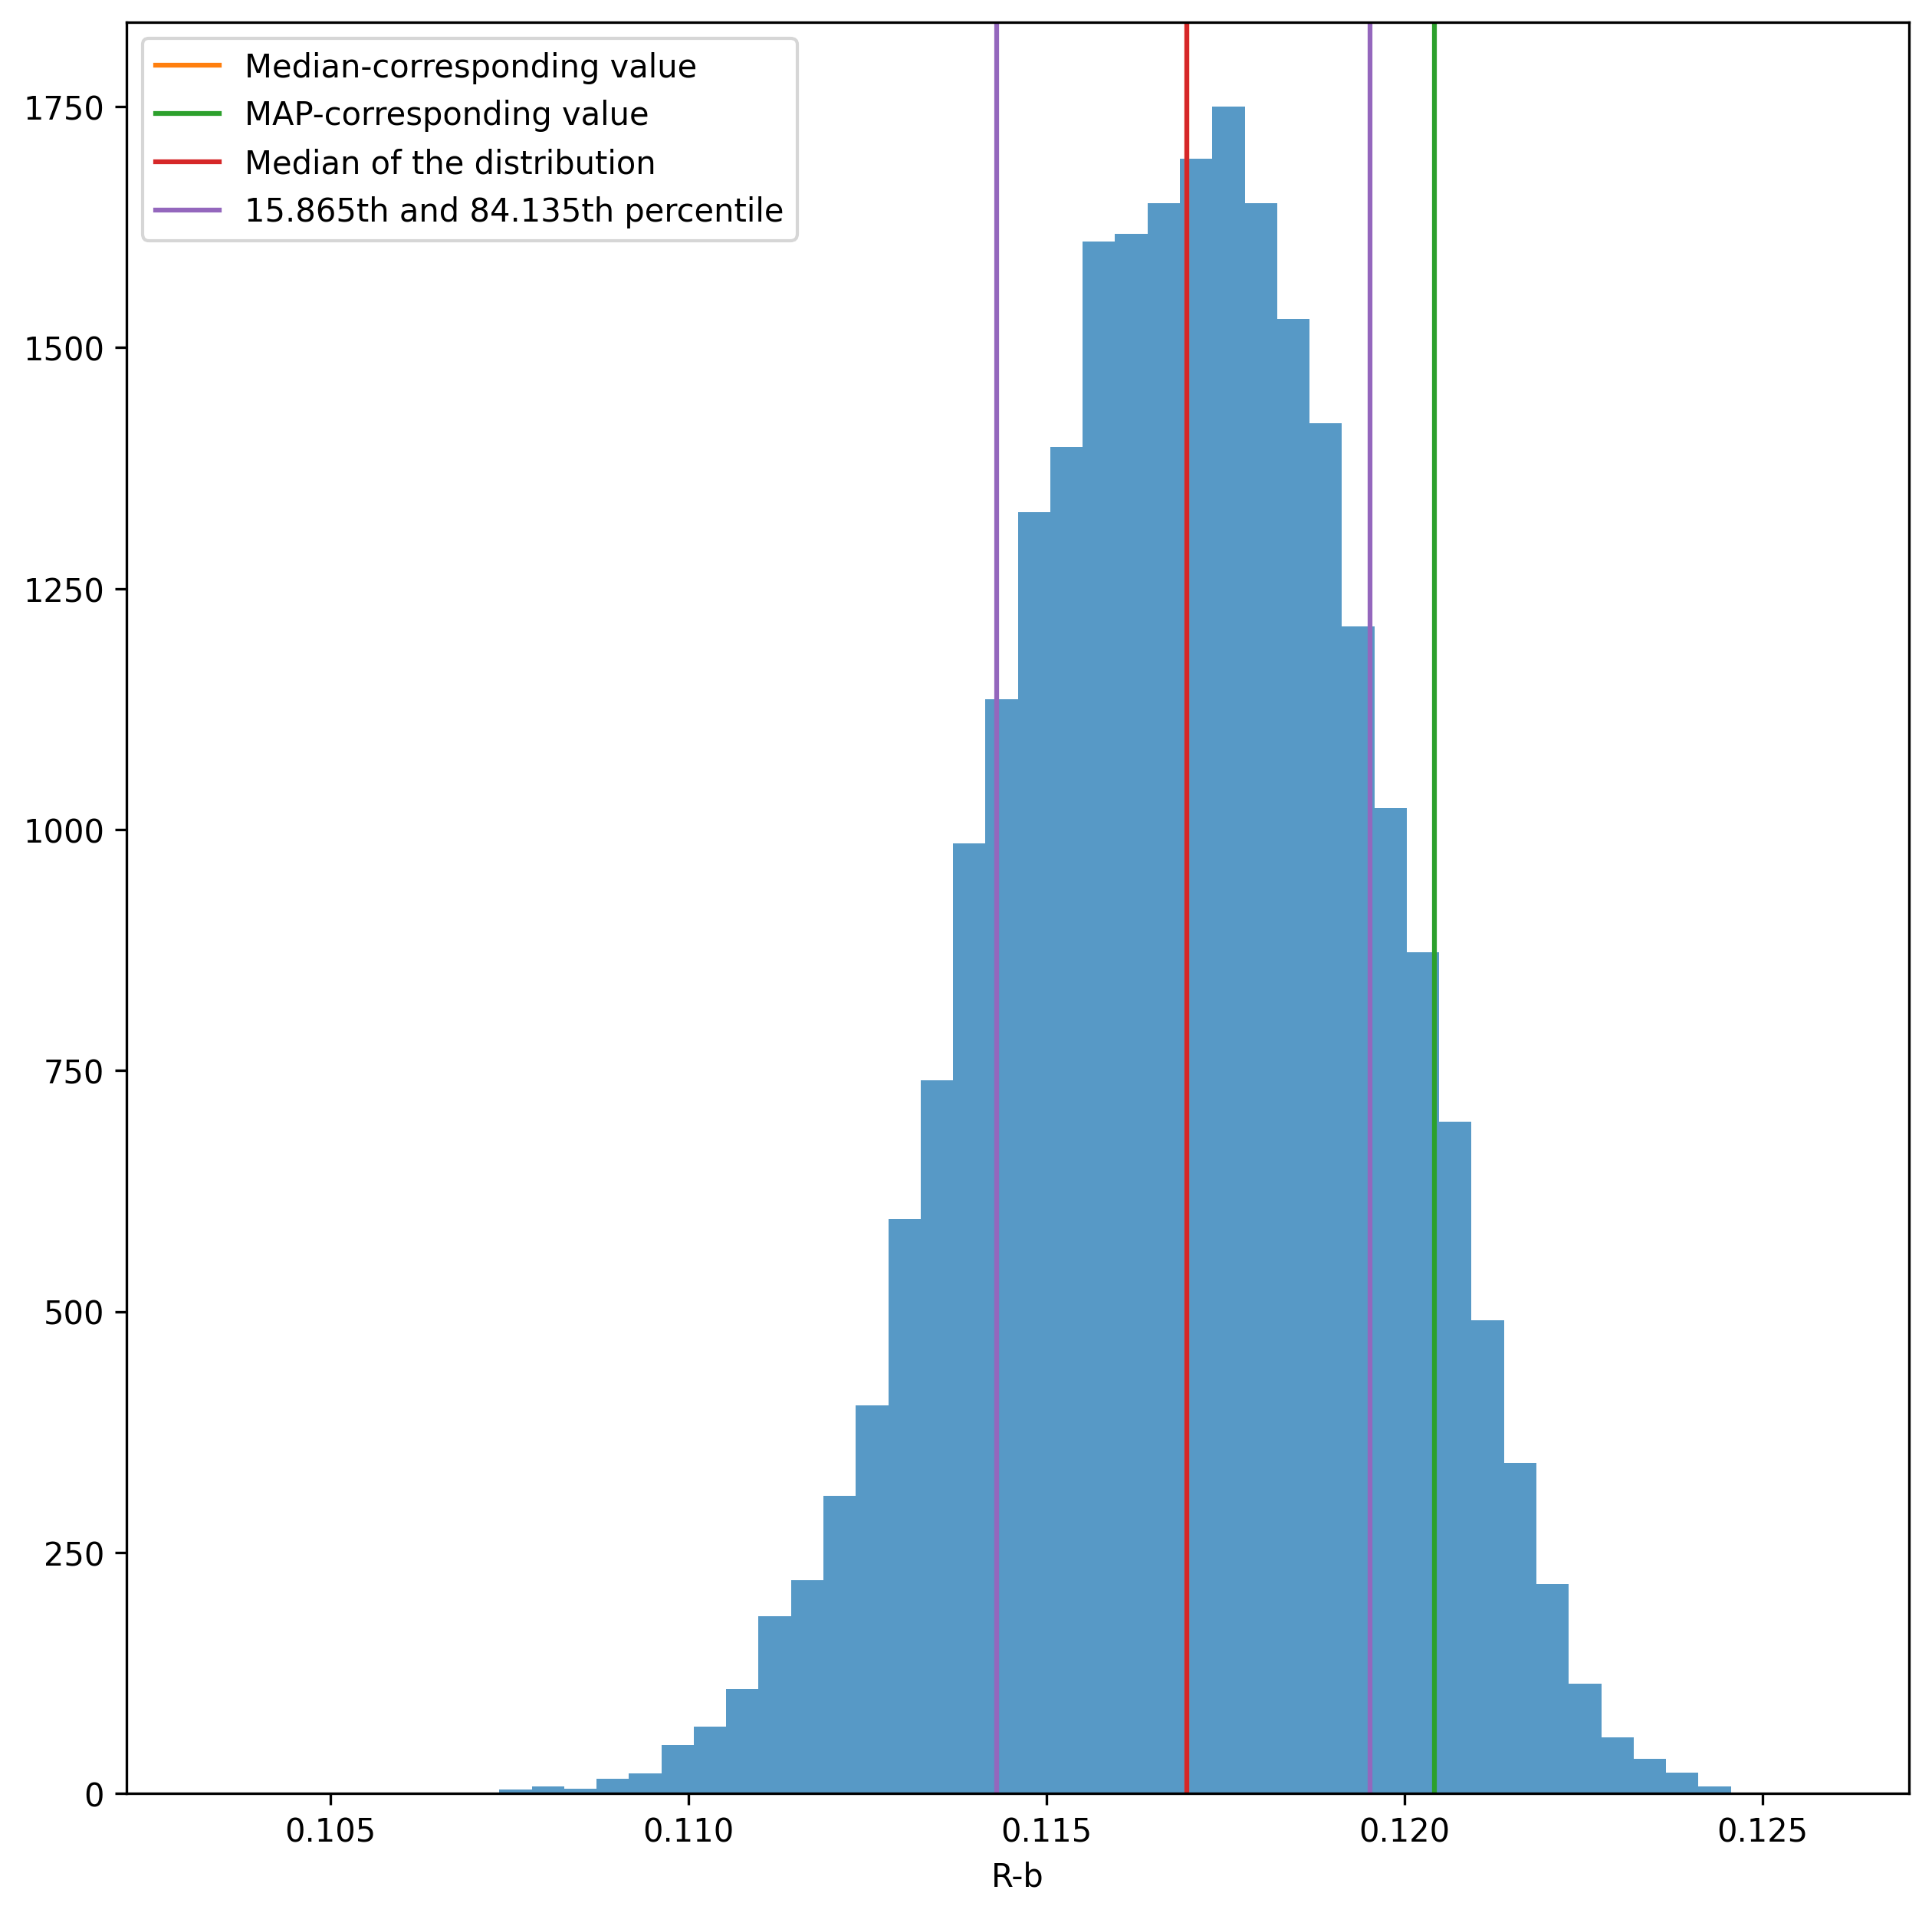 Median-corresponding value
MAP-corresponding value
Median of the distribution
15.865th and 84.135th percentile
1750
1500
1250
1000
750
500
250
0
0.105 0.110 0.115 0.120 0.125
R-b